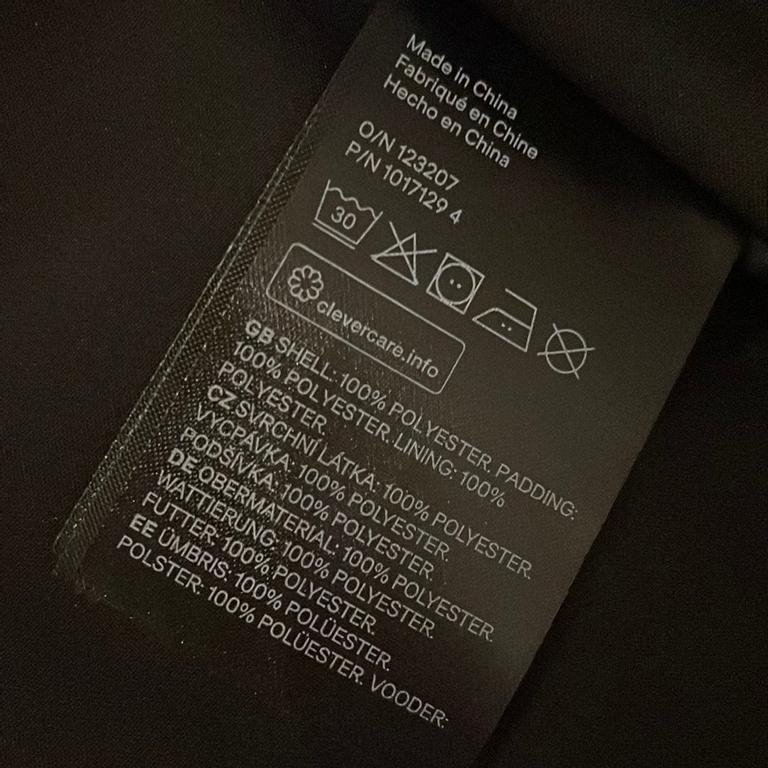 Made in China
Fabriqué en Chine
Hecho en China
O/N 123207
P/N 1017129 4
30
clevercare.info
GB SHELL: 100% POLYESTER. PADDING:
100% POLYESTER. LINING: 100%
POLYESTER
CZ SVRCHNÍ LÁTKA: 100% POLYESTER.
VÝCPÁVKA: 100% POLYESTER.
PODŠÍVKA: 100% POLYESTER
DE OBERMATERIAL: 100% POLYESTER.
WATTIERUNG: 100% POLYESTER.
FUTTER: 100% POLYESTER.
EE ÜMBRIS: 100% POLÜESTER.
POLSTER: 100% POLÜESTER. VOODER: